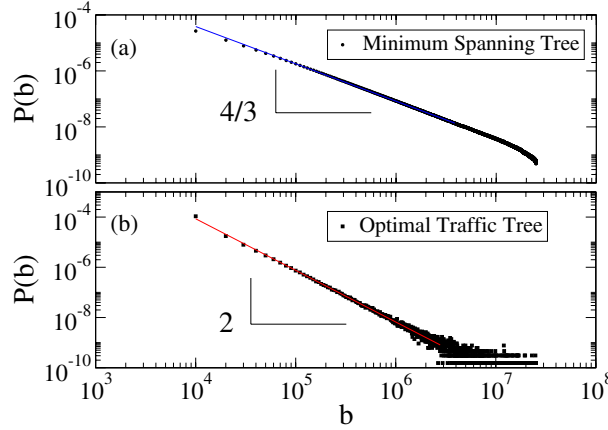 10^-4
(a)
Minimum Spanning Tree
10^-6
P(b)
4/3
10^-8
10^-10
10^-4
(b)
Optimal Traffic Tree
10^-6
P(b)
2
10^-8
10^-10
10^3 10^4 10^5 10^6 10^7 10^8
b